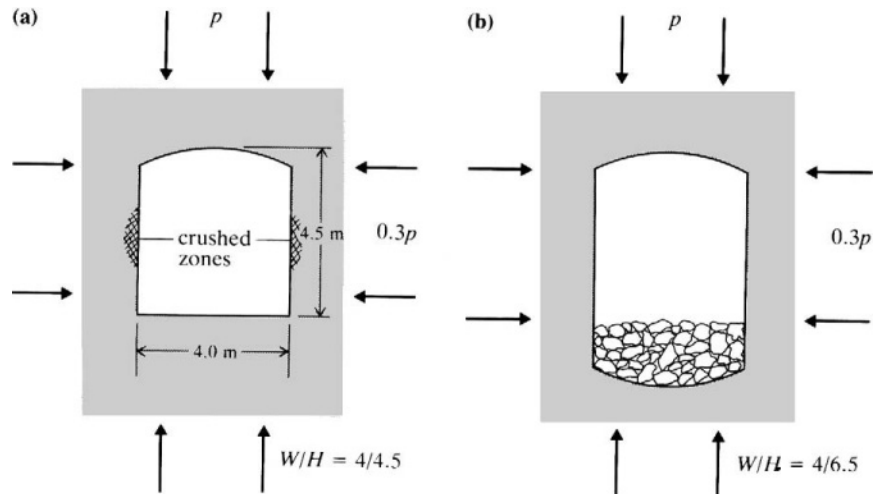 (a)
p
crushed
zones
4.5 m
0.3p
4.0 m
W/H = 4/4.5
(b)
p
0.3p
W/H = 4/6.5